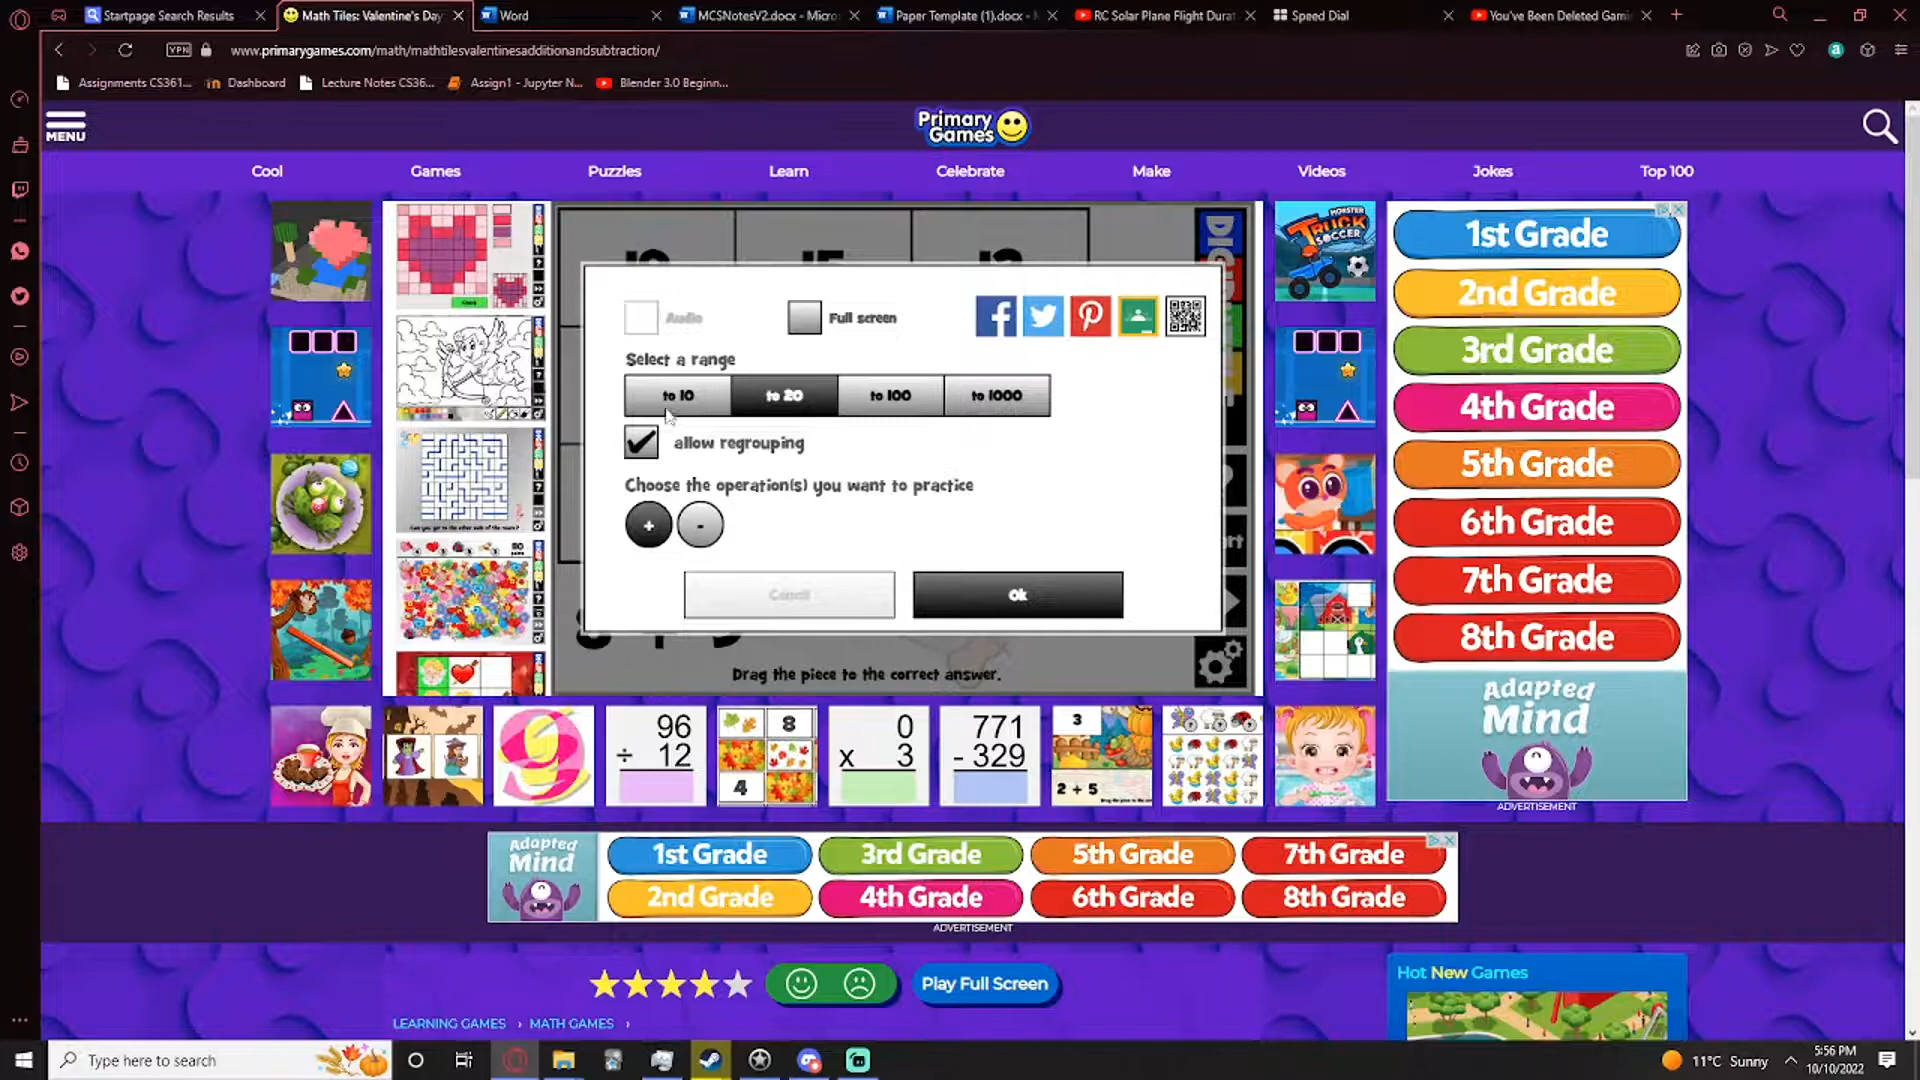 Startpage Search Results
Math Tiles: Valentine's Day
Word
MCSNotesV2.docx - Micros
Paper Template (1).docx -
RC Solar Plane Flight Durat
Speed Dial
You've Been Deleted Gami
VPN
www.primarygames.com/math/mathtilesvalentinesadditionandsubtraction/
Assignments CS361...
Dashboard
Lecture Notes CS36...
Assign1 - Jupyter N...
Blender 3.0 Beginn...
MENU
Primary
Games
Cool
Games
Puzzles
Learn
Celebrate
Make
Videos
Jokes
Top 100
MONSTER
TRUCK
SOCCER
Audio
Full screen
Select a range
to 10
to 20
to 100
to 1000
allow regrouping
Choose the operation(s) you want to practice
+
-
Cancel
Ok
Drag the piece to the correct answer.
1st Grade
2nd Grade
3rd Grade
4th Grade
5th Grade
6th Grade
7th Grade
8th Grade
Adapted
Mind
ADVERTISEMENT
9
96
÷ 12
8
4
0
x 3
771
- 329
3
2 + 5
Adapted
Mind
1st Grade
3rd Grade
5th Grade
7th Grade
2nd Grade
4th Grade
6th Grade
8th Grade
ADVERTISEMENT
Play Full Screen
Hot New Games
LEARNING GAMES › MATH GAMES ›
Type here to search
11°C Sunny
5:56 PM
10/10/2022